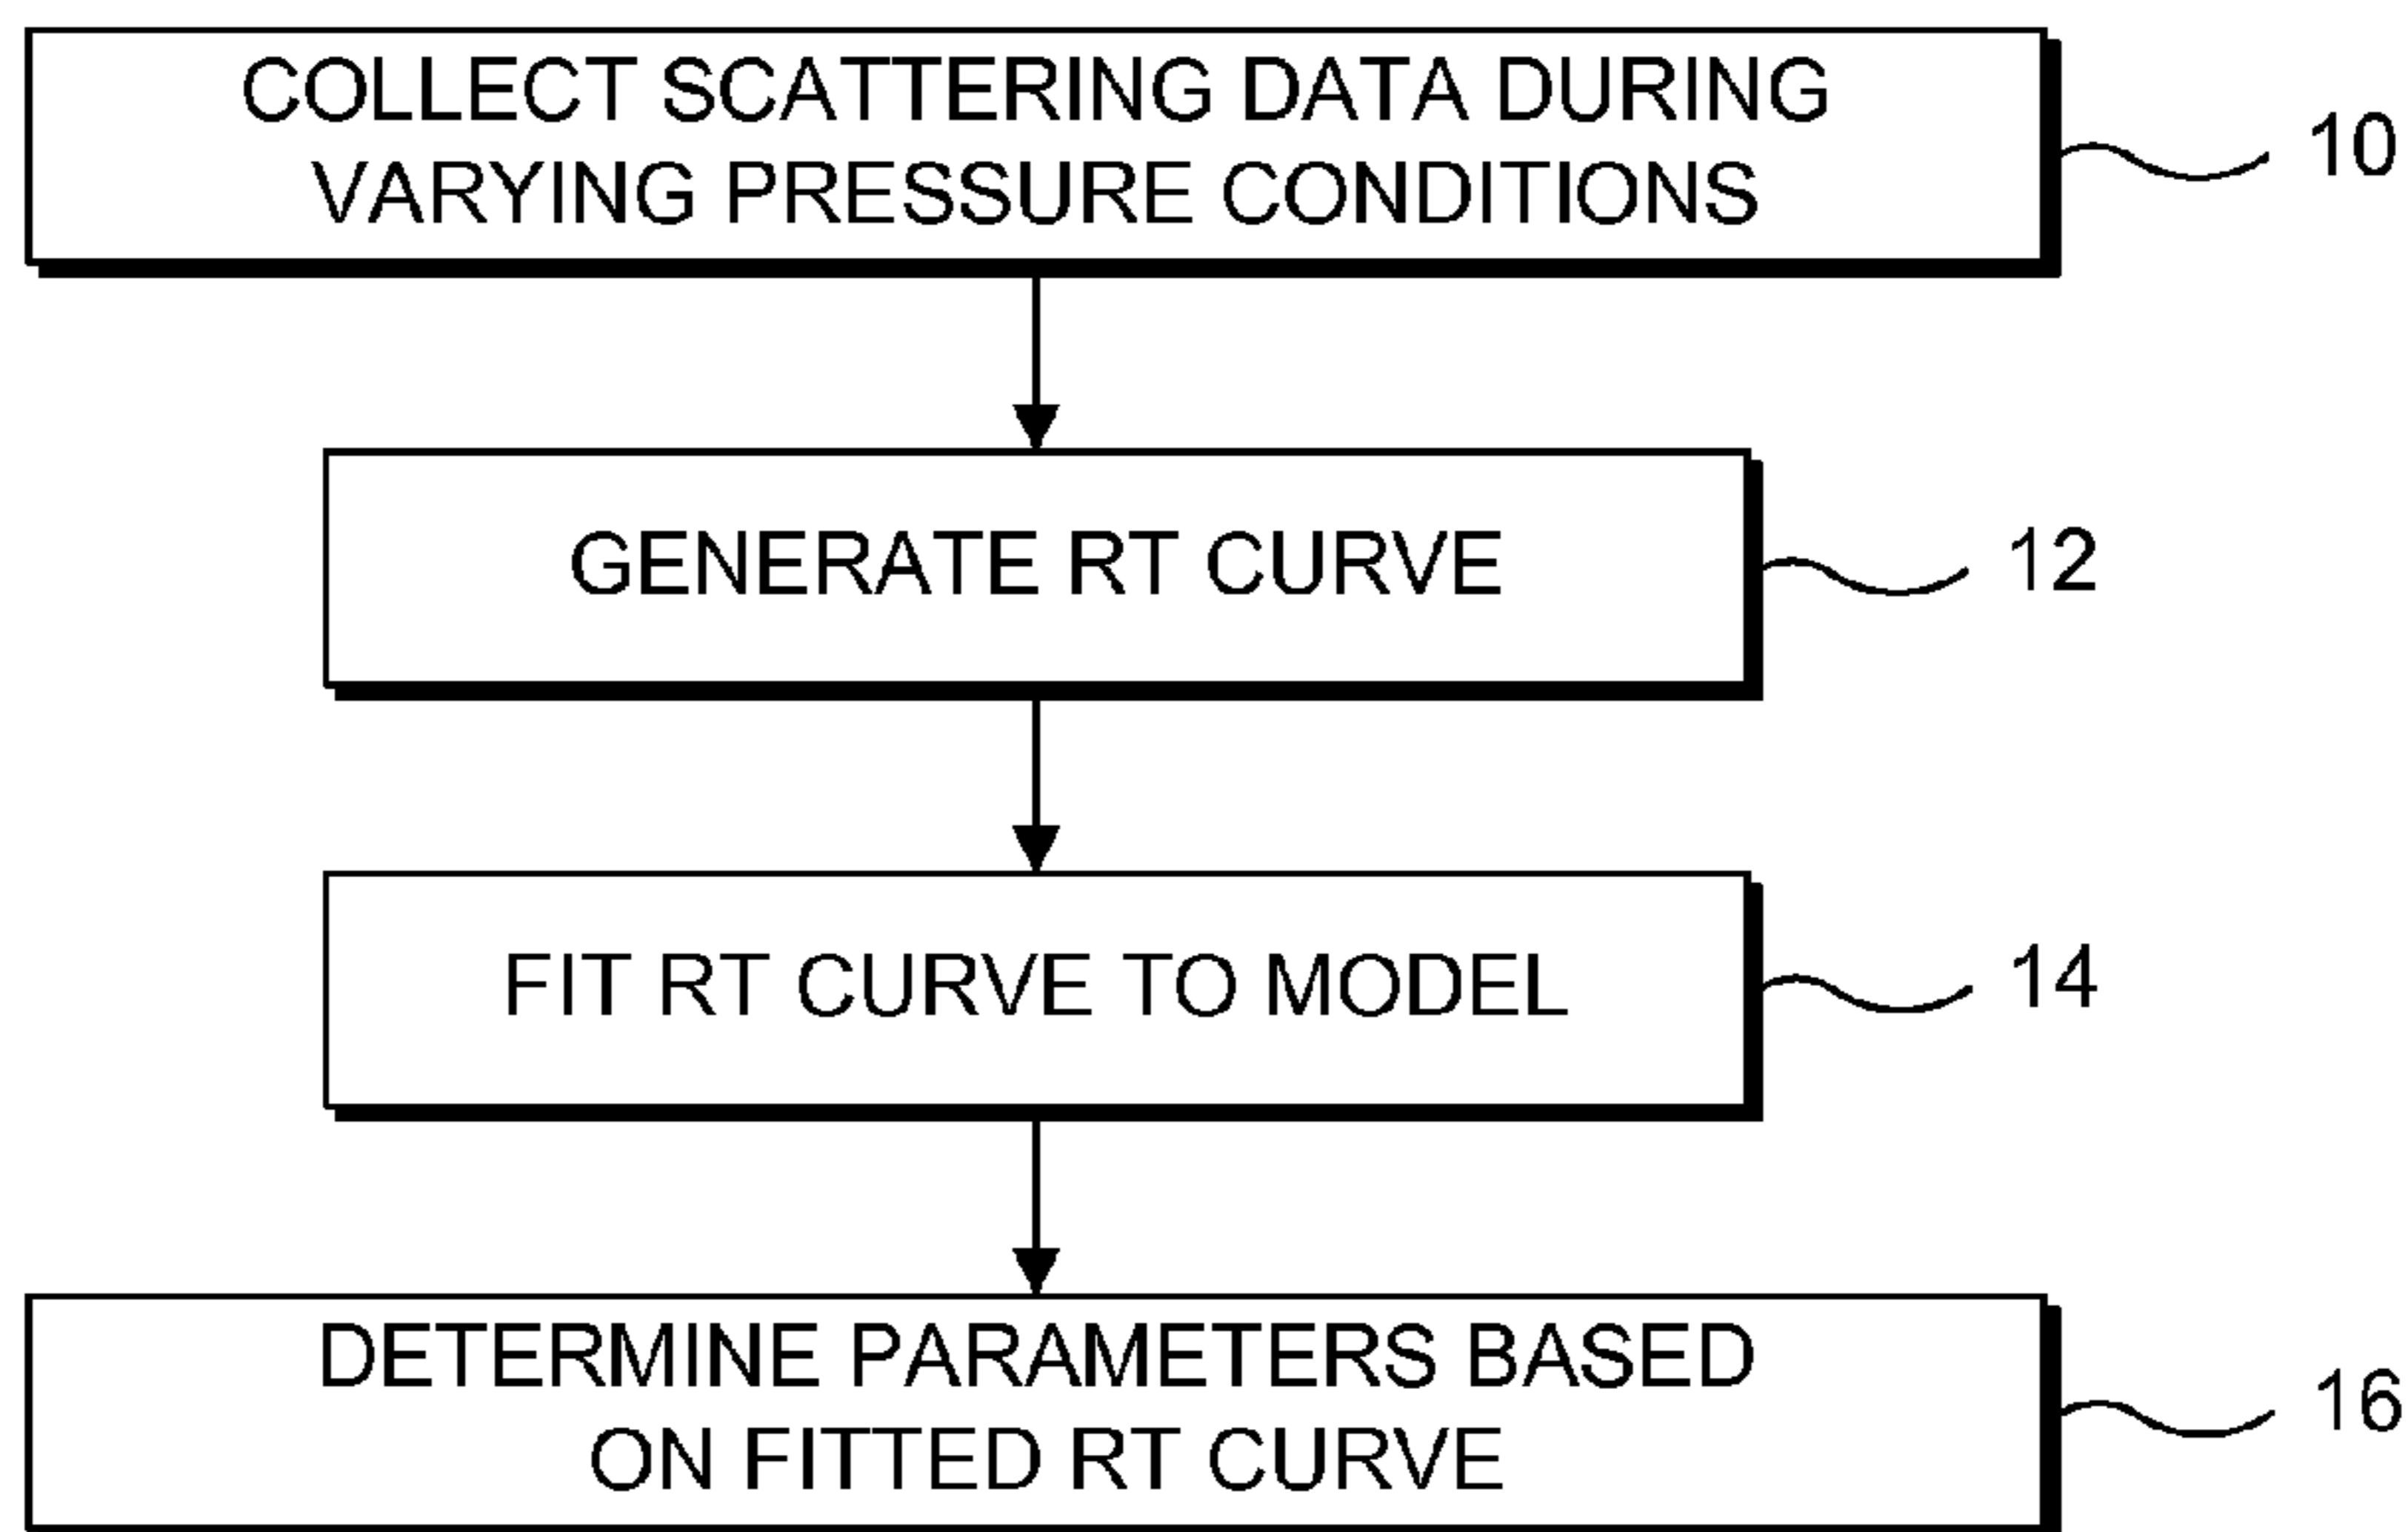 COLLECT SCATTERING DATA DURING
VARYING PRESSURE CONDITIONS
10
GENERATE RT CURVE
12
FIT RT CURVE TO MODEL
14
DETERMINE PARAMETERS BASED
ON FITTED RT CURVE
16